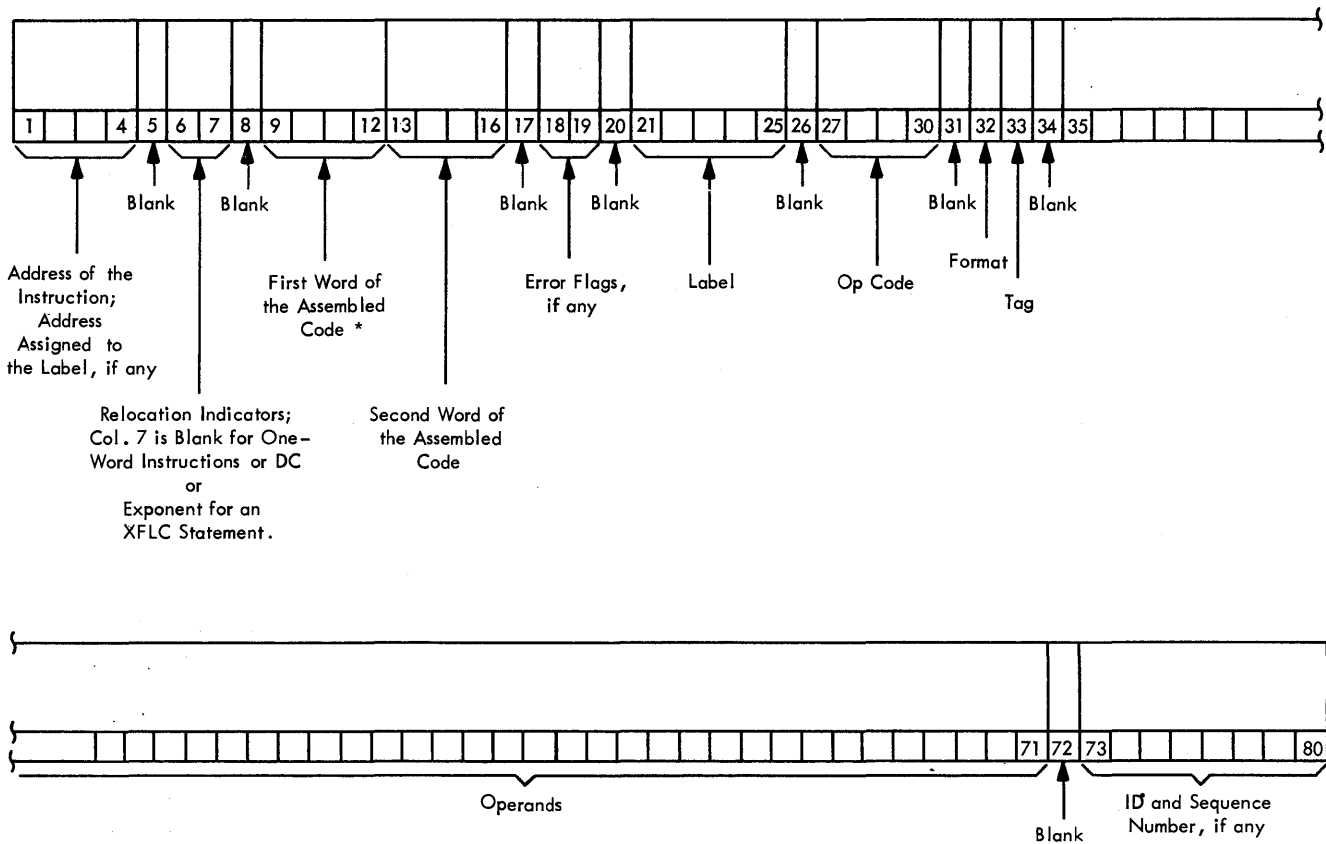 1 4 5 6 7 8 9 12 13 16 17 18 19 20 21 25 26 27 30 31 32 33 34 35
Blank Blank Blank Blank Blank Blank Blank
Address of the
Instruction;
Address
Assigned to
the Label, if any
First Word of
the Assembled
Code *
Error Flags,
if any
Label
Op Code
Format
Tag
Relocation Indicators;
Col. 7 is Blank for One-
Word Instructions or DC
or
Exponent for an
XFLC Statement.
Second Word of
the Assembled
Code
71 72 73 80
Operands
Blank
ID and Sequence
Number, if any